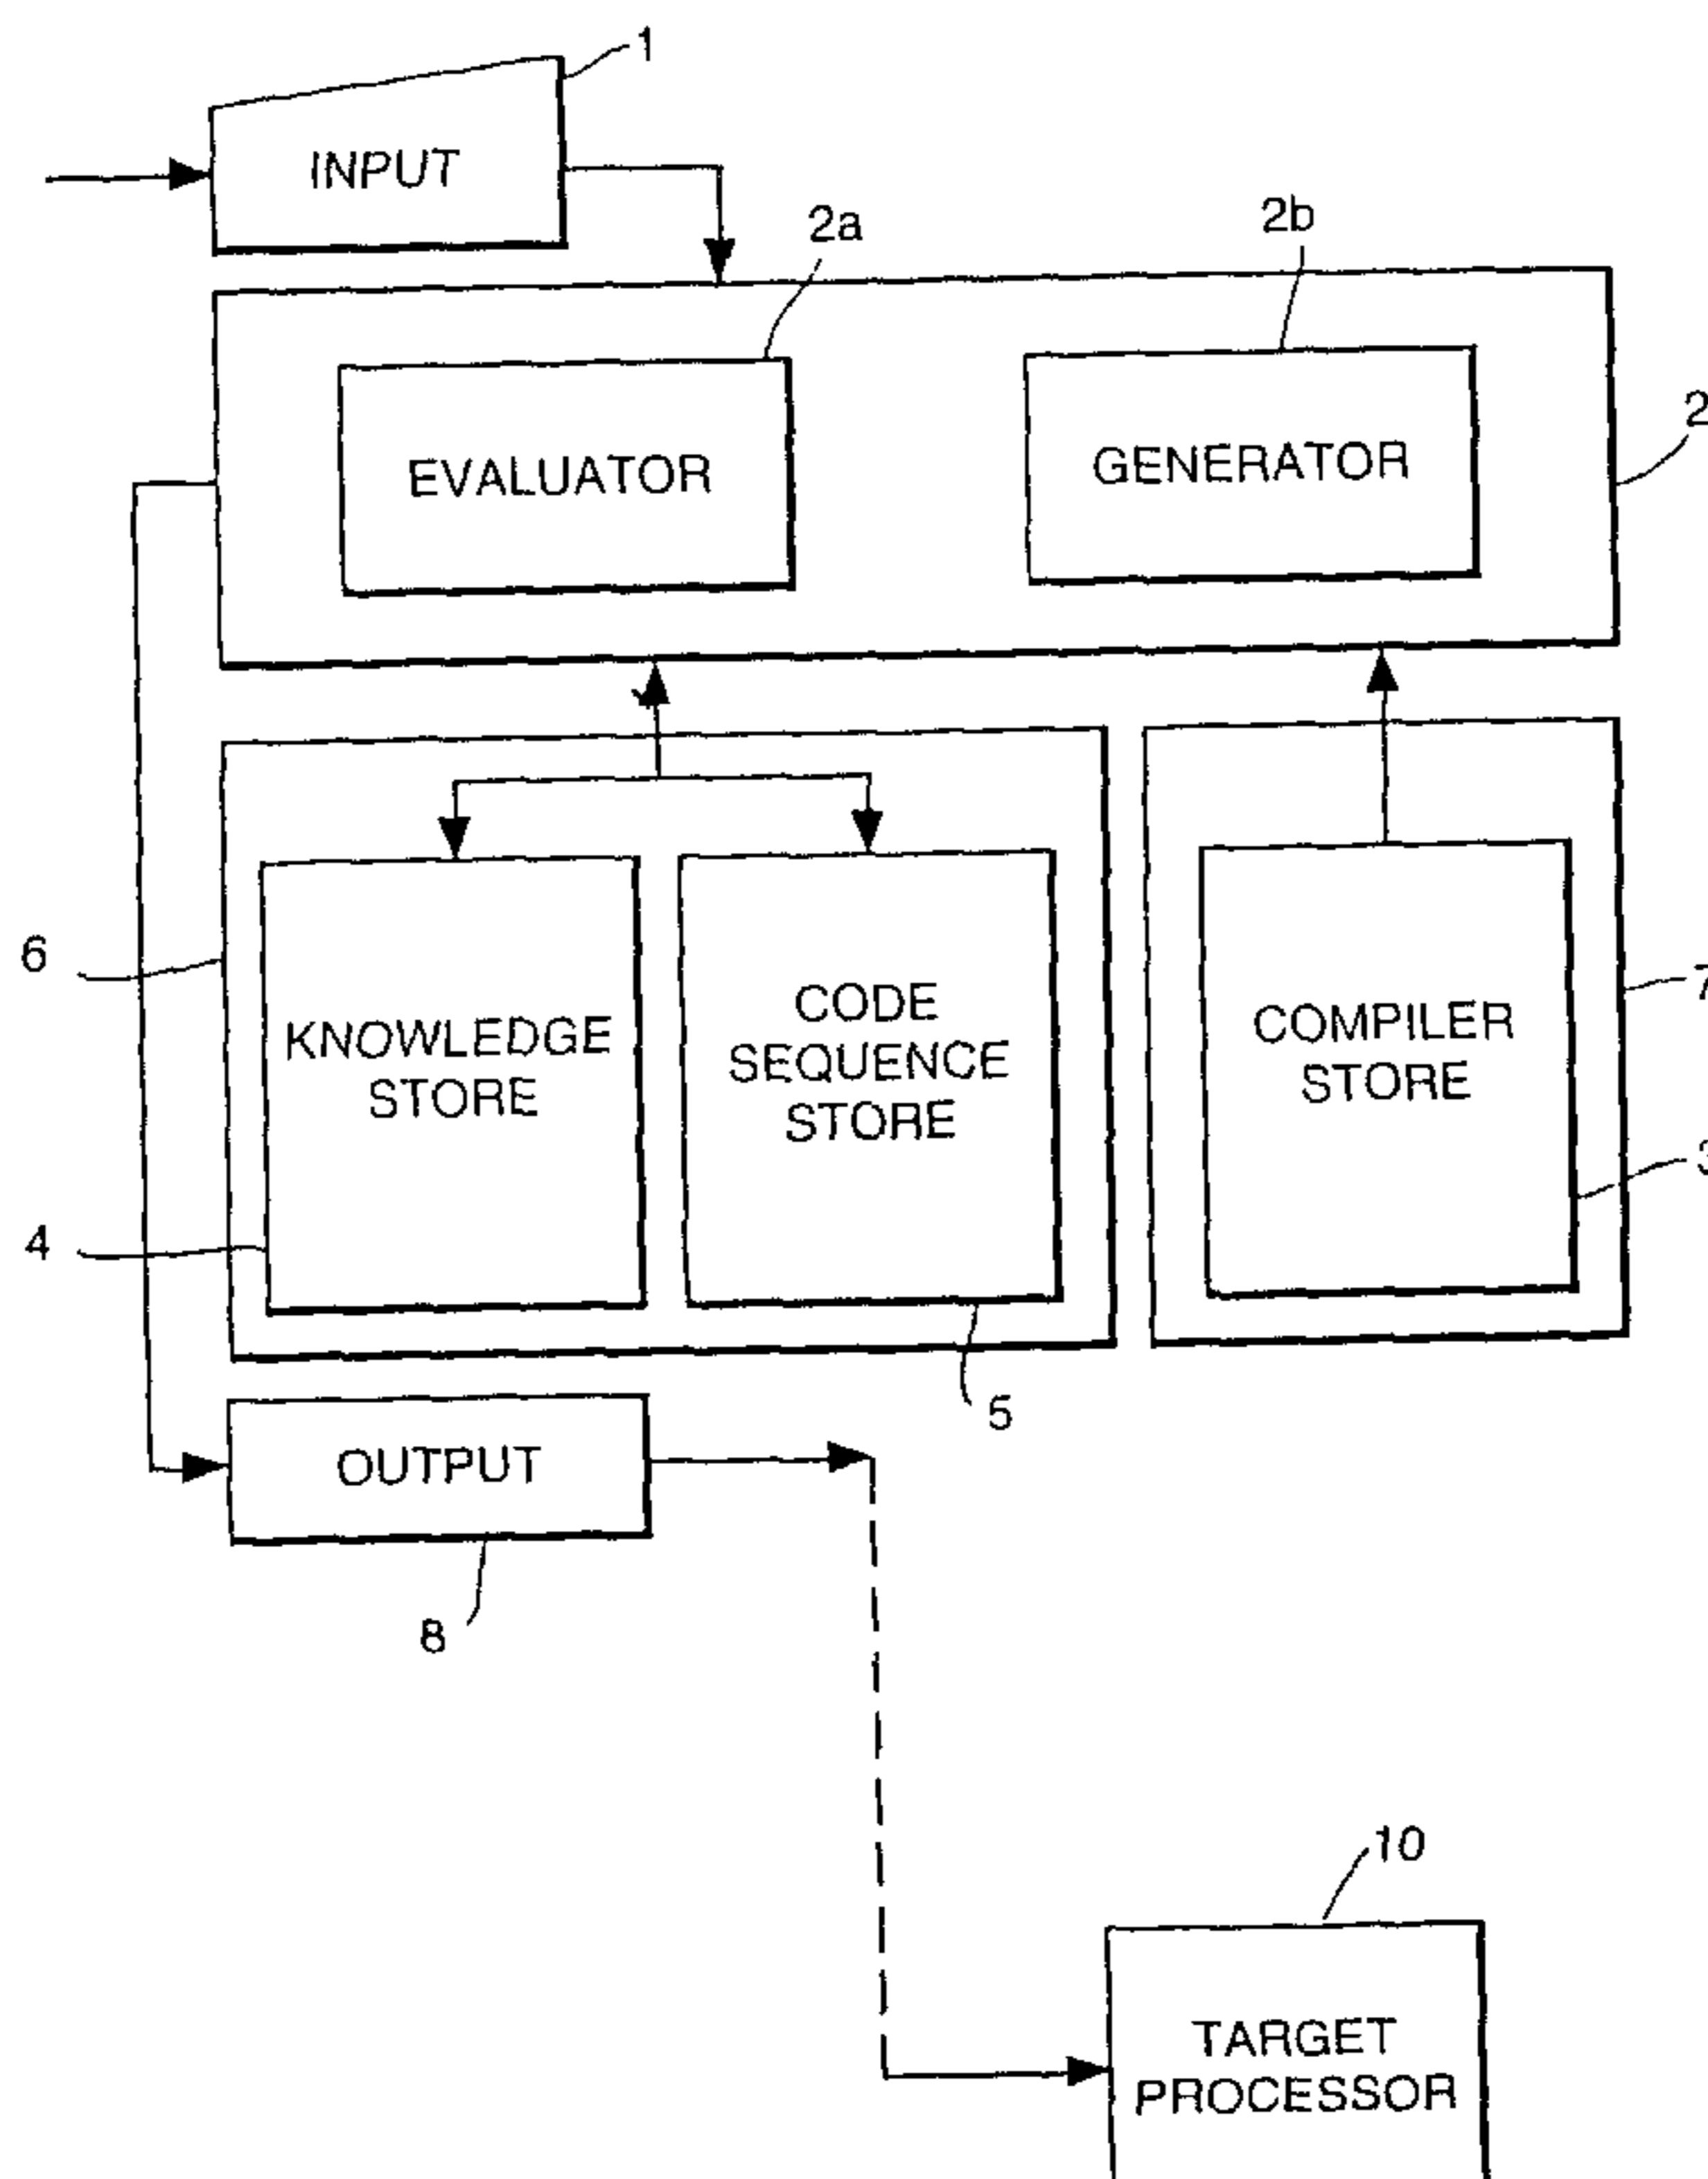 1
INPUT
2a
2b
2
EVALUATOR
GENERATOR
6
7
KNOWLEDGE
STORE
CODE
SEQUENCE
STORE
COMPILER
STORE
3
4
5
OUTPUT
8
10
TARGET
PROCESSOR